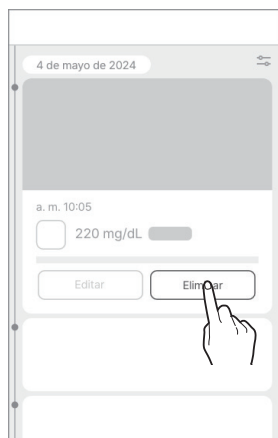 4 de mayo de 2024
a. m. 10:05
220 mg/dL
Editar
Eliminar